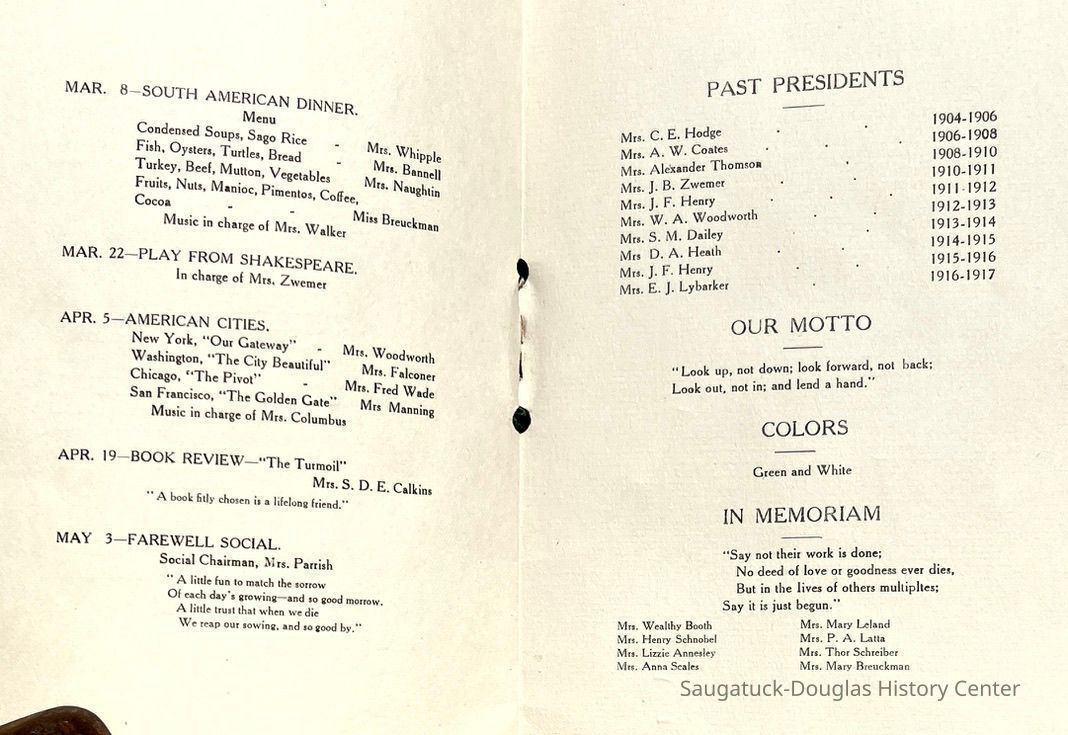 MAR. 8—SOUTH AMERICAN DINNER.
Menu
Condensed Soups, Sago Rice - Mrs. Whipple
Fish, Oysters, Turtles, Bread - Mrs. Bannell
Turkey, Beef, Mutton, Vegetables Mrs. Naughtin
Fruits, Nuts, Manioc, Pimentos, Coffee,
Cocoa - - Miss Breuckman
Music in charge of Mrs. Walker
MAR. 22—PLAY FROM SHAKESPEARE.
In charge of Mrs. Zwemer
APR. 5—AMERICAN CITIES.
New York, "Our Gateway" - Mrs. Woodworth
Washington, "The City Beautiful" Mrs. Falconer
Chicago, "The Pivot" - Mrs. Fred Wade
San Francisco, "The Golden Gate" Mrs Manning
Music in charge of Mrs. Columbus
APR. 19—BOOK REVIEW—"The Turmoil"
Mrs. S. D. E. Calkins
"A book fitly chosen is a lifelong friend."
MAY 3—FAREWELL SOCIAL.
Social Chairman, Mrs. Parrish
"A little fun to match the sorrow
Of each day's growing—and so good morrow.
A little trust that when we die
We reap our sowing, and so good by."
PAST PRESIDENTS
Mrs. C. E. Hodge . . 1904-1906
Mrs. A. W. Coates . . . 1906-1908
Mrs. Alexander Thomson . 1908-1910
Mrs. J. B. Zwemer . . 1910-1911
Mrs. J. F. Henry . . 1911-1912
Mrs. W. A. Woodworth . . 1912-1913
Mrs. S. M. Dailey . . 1913-1914
Mrs D. A. Heath . . 1914-1915
Mrs. J. F. Henry . . 1915-1916
Mrs. E. J. Lybarker . . 1916-1917
OUR MOTTO
"Look up, not down; look forward, not back;
Look out, not in; and lend a hand."
COLORS
Green and White
IN MEMORIAM
"Say not their work is done;
No deed of love or goodness ever dies,
But in the lives of others multiplies;
Say it is just begun."
Mrs. Wealthy Booth Mrs. Mary Leland
Mrs. Henry Schnobel Mrs. P. A. Latta
Mrs. Lizzie Annesley Mrs. Thor Schreiber
Mrs. Anna Scales Mrs. Mary Breuckman
Saugatuck-Douglas History Center